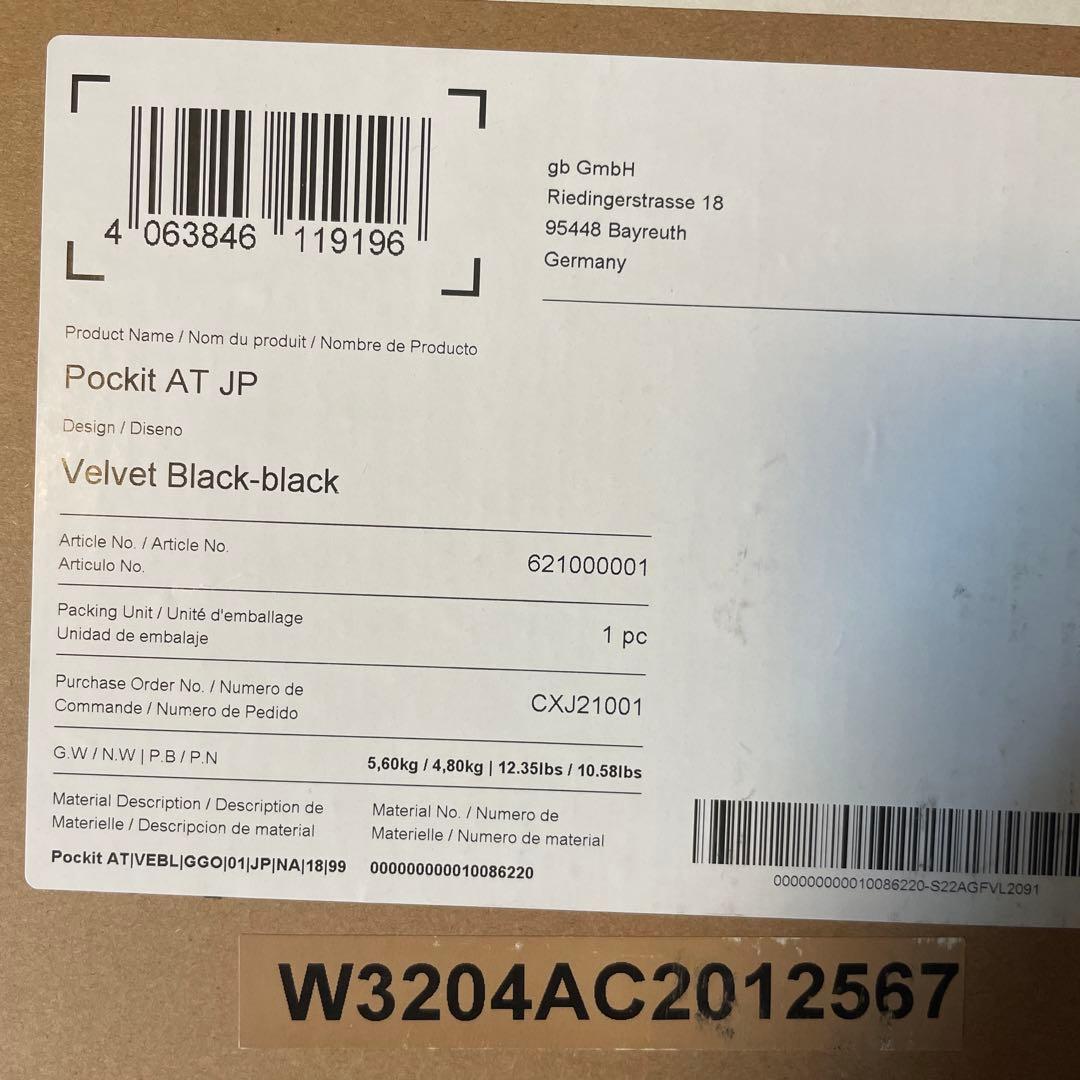 4 063846 119196
gb GmbH
Riedingerstrasse 18
95448 Bayreuth
Germany
Product Name / Nom du produit / Nombre de Producto
Pockit AT JP
Design / Diseno
Velvet Black-black
Article No. / Article No.
Articulo No.
621000001
Packing Unit / Unité d'emballage
Unidad de embalaje
1 pc
Purchase Order No. / Numero de
Commande / Numero de Pedido
CXJ21001
G.W / N.W | P.B / P.N
5,60kg / 4,80kg | 12.35lbs / 10.58lbs
Material Description / Description de
Materielle / Descripcion de material
Pockit AT|VEBL|GGO|01|JP|NA|18|99
Material No. / Numero de
Materielle / Numero de material
000000000010086220
000000000010086220-S22AGFVL2091
W3204AC2012567